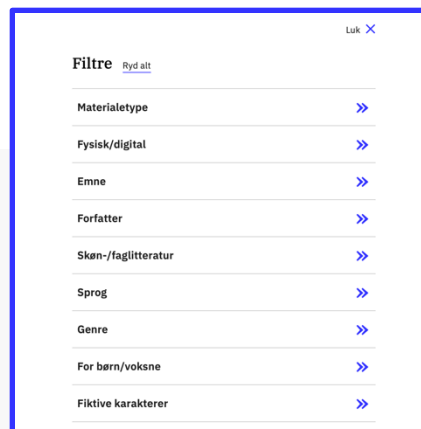 Luk
Filtre Ryd alt
Materialetype
Fysisk/digital
Emne
Forfatter
Skøn-/faglitteratur
Sprog
Genre
For børn/voksne
Fiktive karakterer